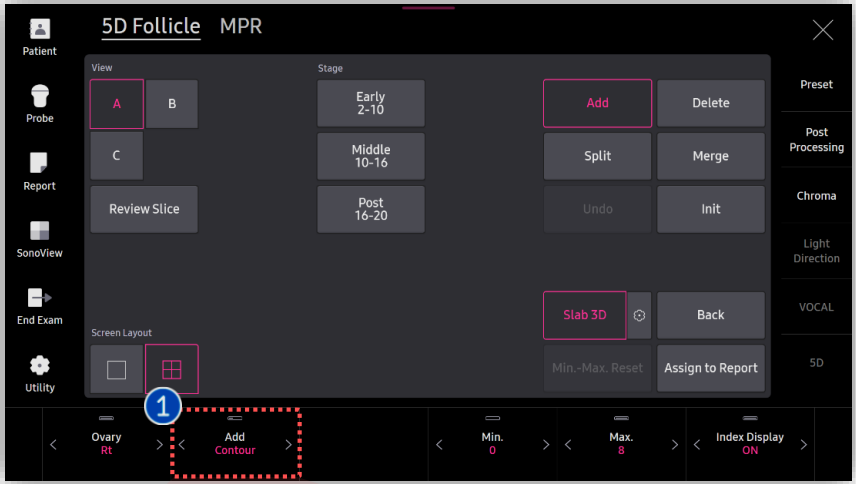 5D Follicle MPR
Patient
Probe
Report
SonoView
End Exam
Utility
View
A
B
C
Review Slice
Screen Layout
Stage
Early
2-10
Middle
10-16
Post
16-20
Add
Delete
Split
Merge
Undo
Init
Slab 3D
Back
Min.-Max. Reset
Assign to Report
Preset
Post
Processing
Chroma
Light
Direction
VOCAL
5D
1
Ovary
Rt
Add
Contour
Min.
0
Max.
8
Index Display
ON